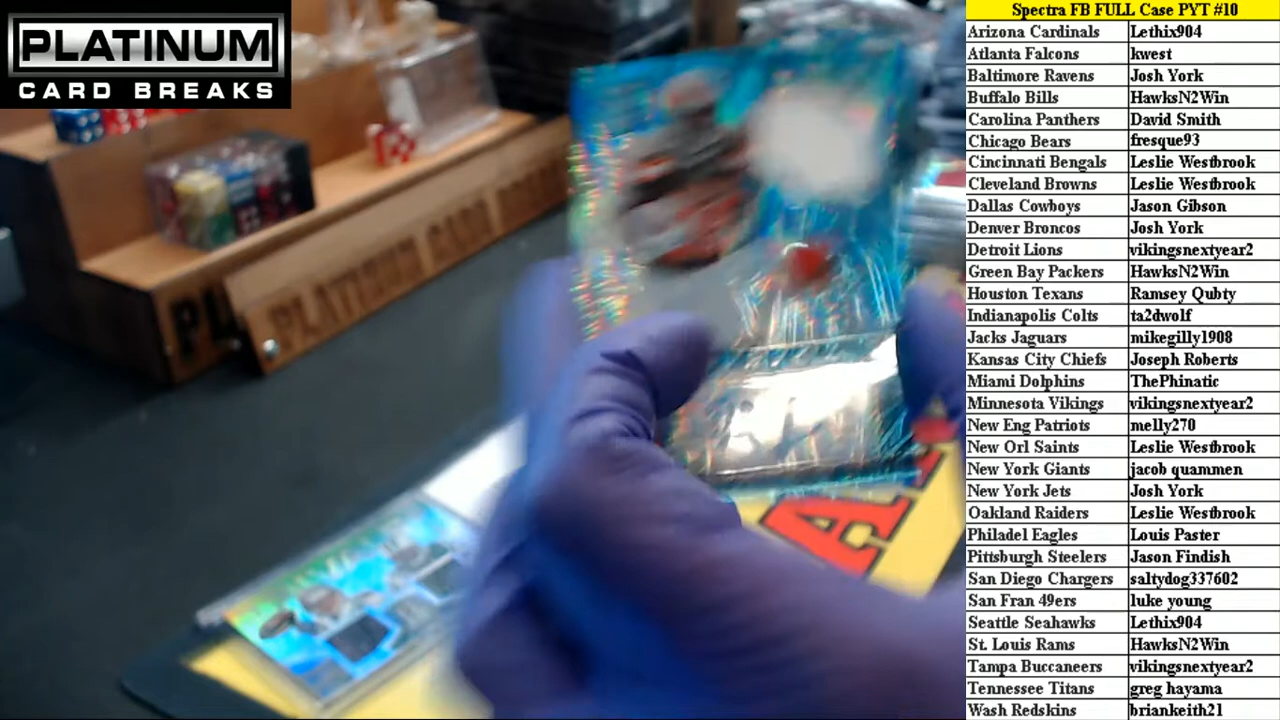 PLATINUM
CARD BREAKS
Spectra FB FULL Case PYT #10
Arizona Cardinals Lethix904
Atlanta Falcons kwest
Baltimore Ravens Josh York
Buffalo Bills HawksN2Win
Carolina Panthers David Smith
Chicago Bears fresque93
Cincinnati Bengals Leslie Westbrook
Cleveland Browns Leslie Westbrook
Dallas Cowboys Jason Gibson
Denver Broncos Josh York
Detroit Lions vikingsnextyear2
Green Bay Packers HawksN2Win
Houston Texans Ramsey Qubty
Indianapolis Colts ta2dwolf
Jacks Jaguars mikegilly1908
Kansas City Chiefs Joseph Roberts
Miami Dolphins ThePhinatic
Minnesota Vikings vikingsnextyear2
New Eng Patriots melly270
New Orl Saints Leslie Westbrook
New York Giants jacob quammen
New York Jets Josh York
Oakland Raiders Leslie Westbrook
Philadel Eagles Louis Paster
Pittsburgh Steelers Jason Findish
San Diego Chargers saltydog337602
San Fran 49ers luke young
Seattle Seahawks Lethix904
St. Louis Rams HawksN2Win
Tampa Buccaneers vikingsnextyear2
Tennessee Titans greg hayama
Wash Redskins briankeith21